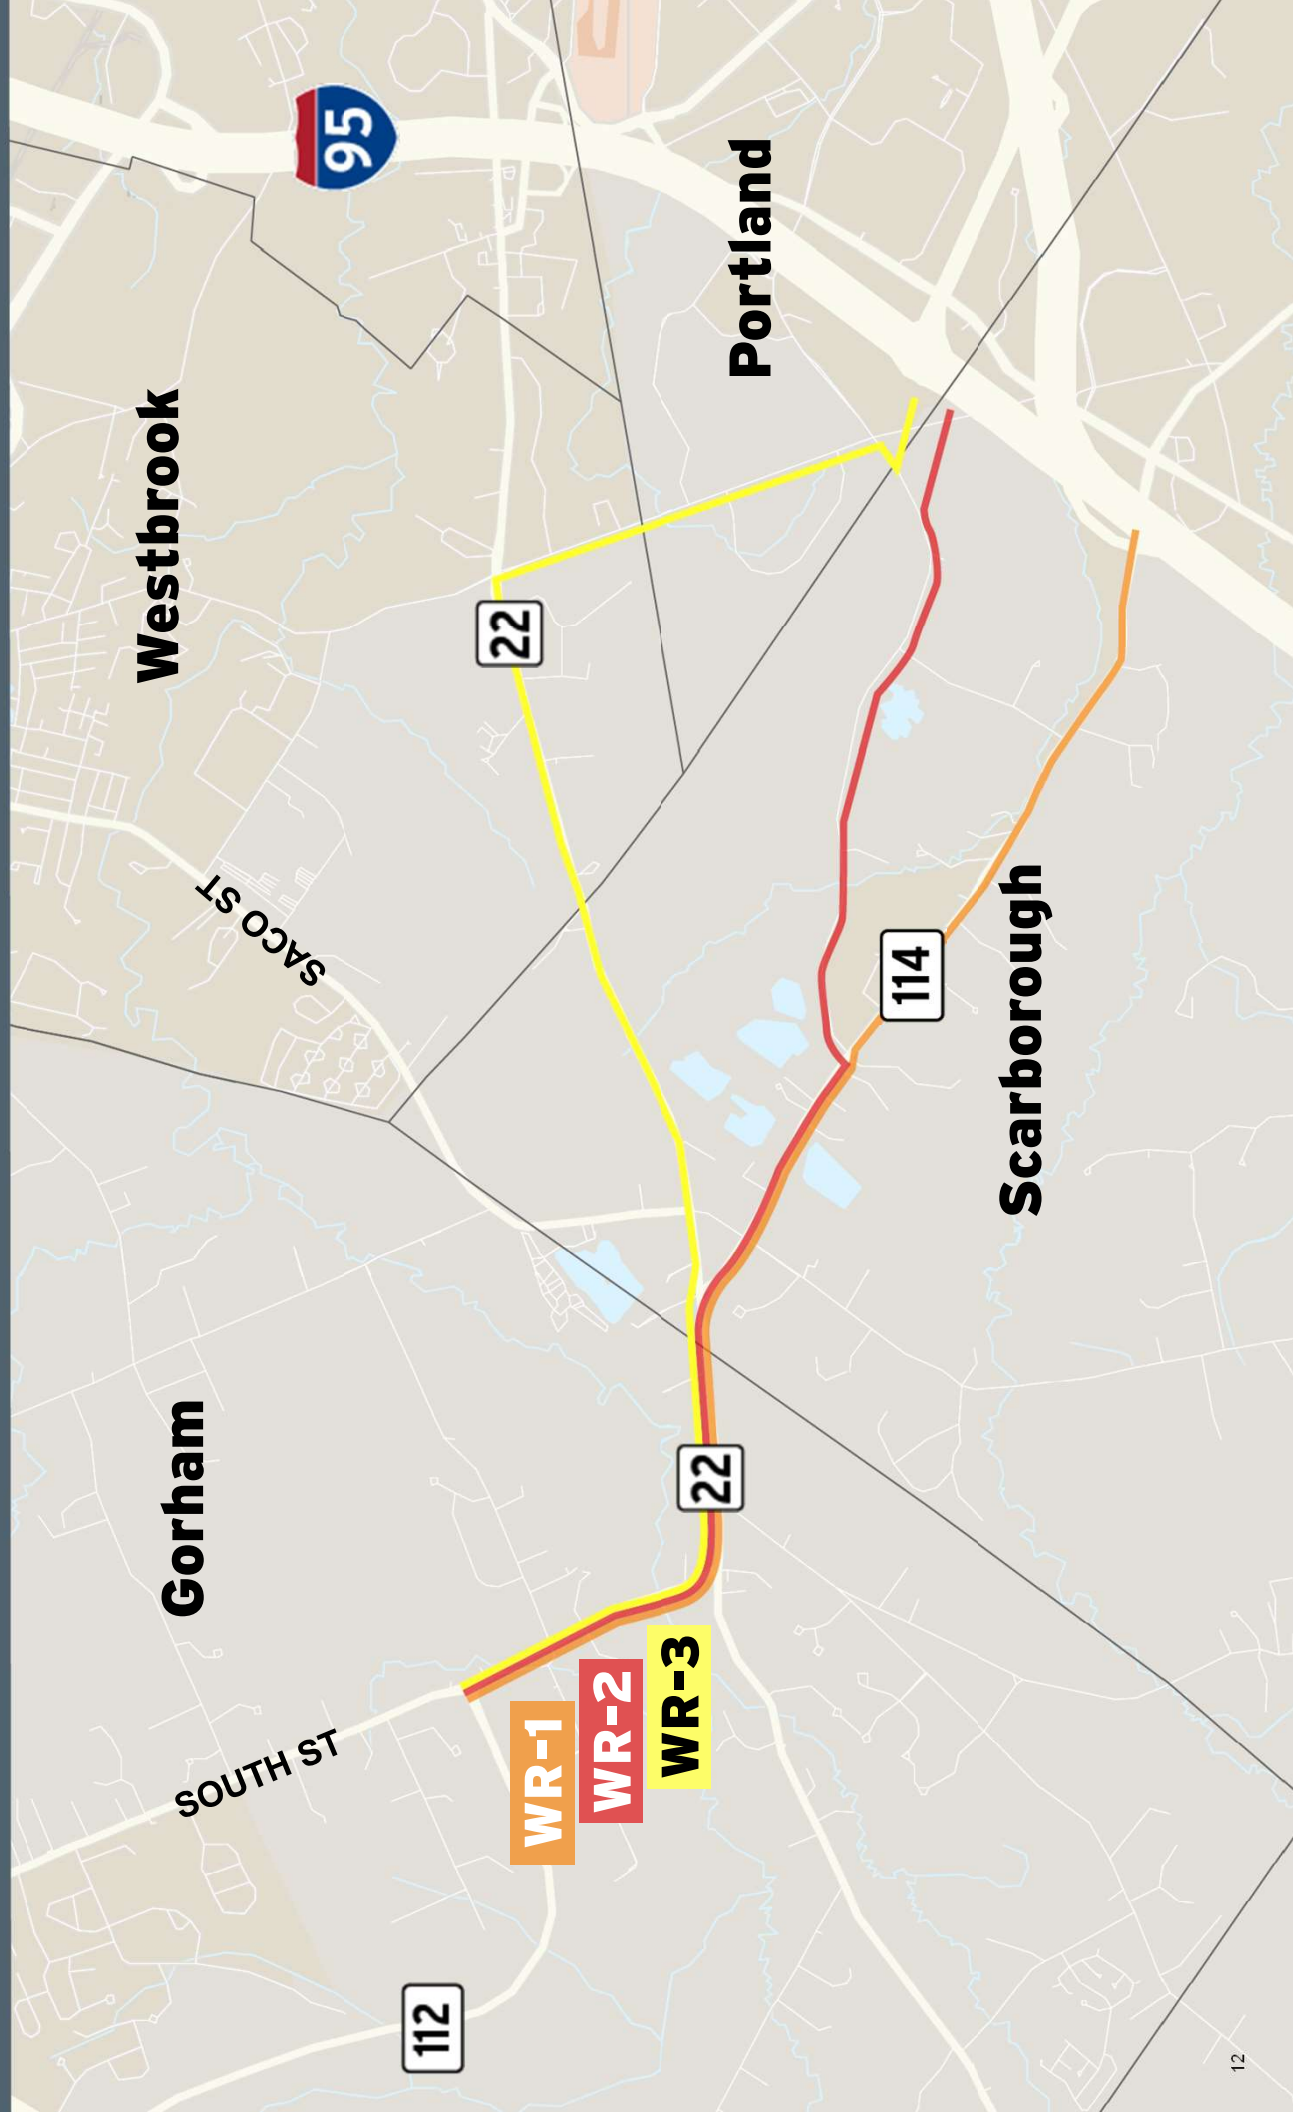 Westbrook
95
Portland
22
SACO ST
Gorham
114
Scarborough
22
SOUTH ST
WR-1
WR-2
WR-3
112
12